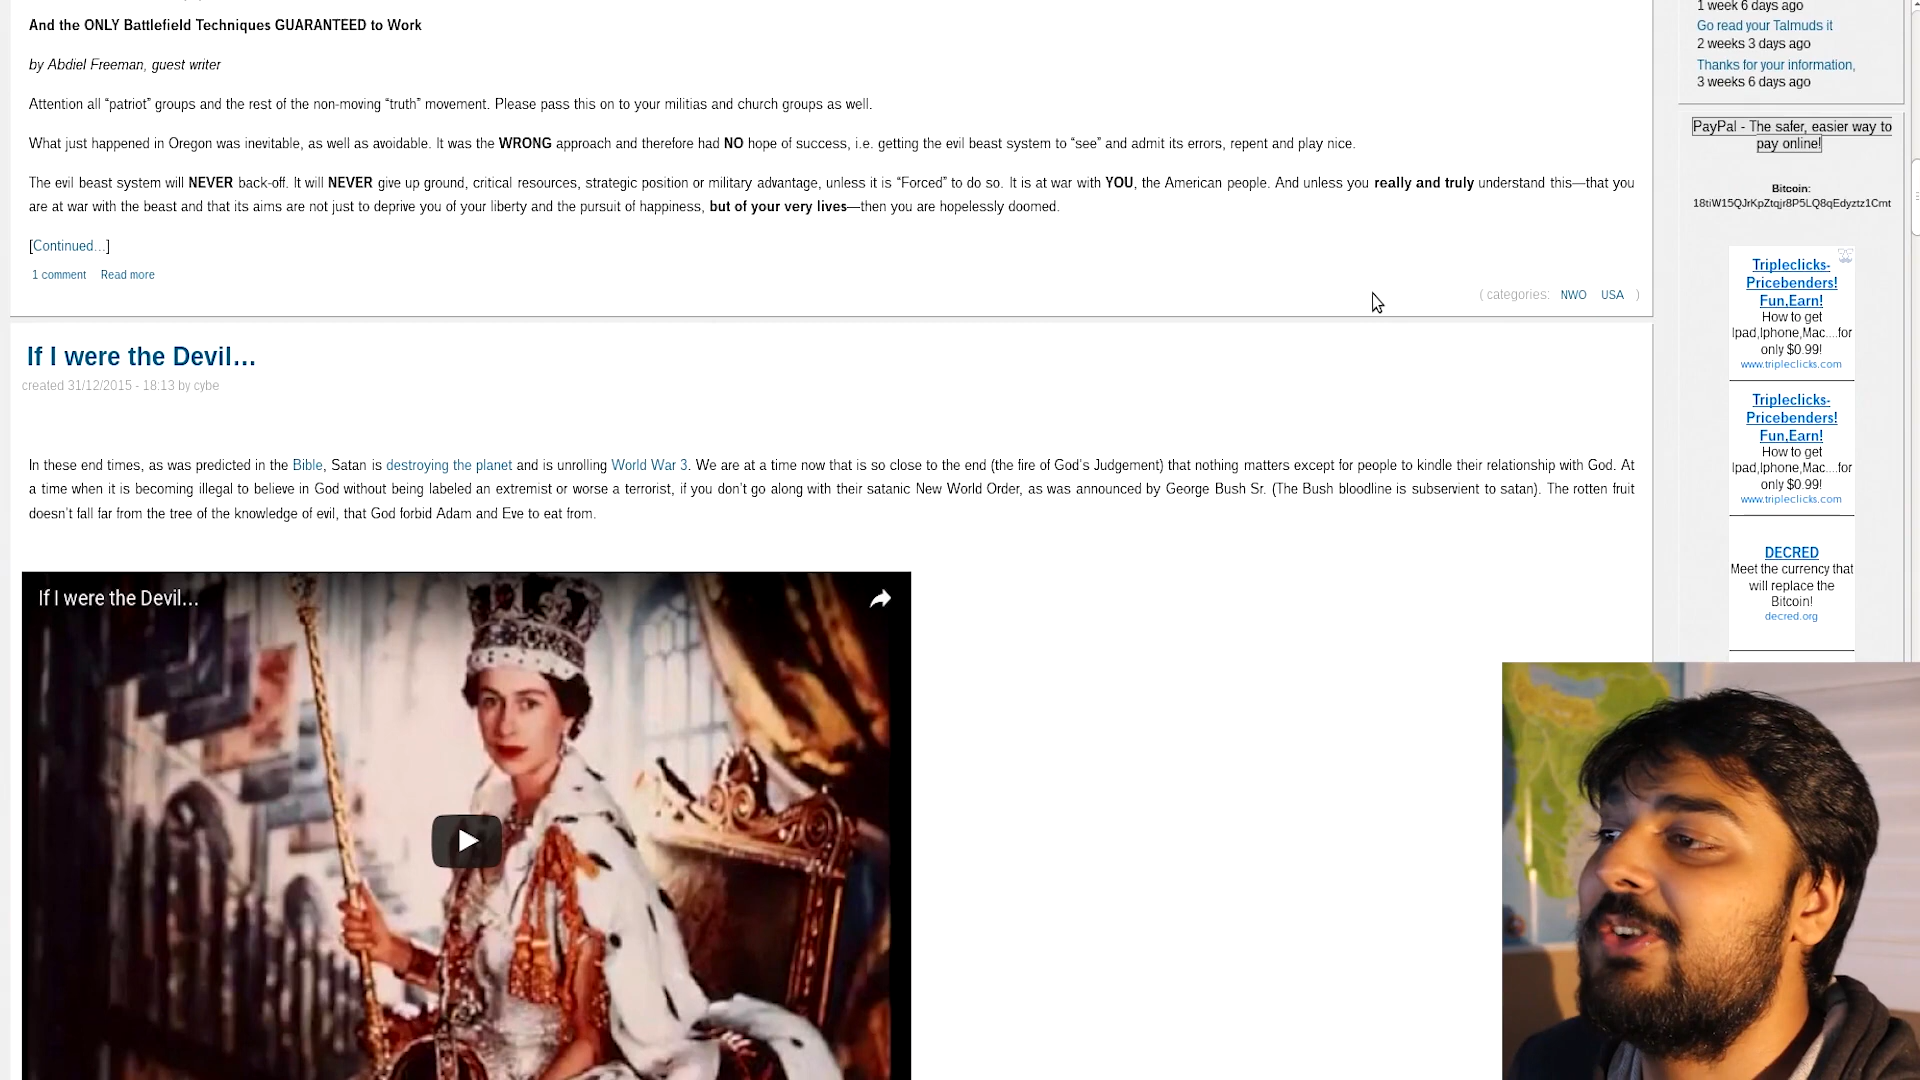 And the ONLY Battlefield Techniques GUARANTEED to Work
by Abdiel Freeman, guest writer
Attention all “patriot” groups and the rest of the non-moving “truth” movement. Please pass this on to your militias and church groups as well.
What just happened in Oregon was inevitable, as well as avoidable. It was the WRONG approach and therefore had NO hope of success, i.e. getting the evil beast system to “see” and admit its errors, repent and play nice.
The evil beast system will NEVER back-off. It will NEVER give up ground, critical resources, strategic position or military advantage, unless it is “Forced” to do so. It is at war with YOU, the American people. And unless you really and truly understand this—that you
are at war with the beast and that its aims are not just to deprive you of your liberty and the pursuit of happiness, but of your very lives—then you are hopelessly doomed.
[Continued...]
1 comment Read more
( categories: NWO USA )
If I were the Devil…
created 31/12/2015 - 18:13 by cybe
In these end times, as was predicted in the Bible, Satan is destroying the planet and is unrolling World War 3. We are at a time now that is so close to the end (the fire of God’s Judgement) that nothing matters except for people to kindle their relationship with God. At
a time when it is becoming illegal to believe in God without being labeled an extremist or worse a terrorist, if you don’t go along with their satanic New World Order, as was announced by George Bush Sr. (The Bush bloodline is subservient to satan). The rotten fruit
doesn’t fall far from the tree of the knowledge of evil, that God forbid Adam and Eve to eat from.
If I were the Devil...
1 week 6 days ago
Go read your Talmuds it
2 weeks 3 days ago
Thanks for your information,
3 weeks 6 days ago
PayPal - The safer, easier way to
pay online!
Bitcoin:
18tiW15QJrKpZtqjr8P5LQ8qEdyztz1Cmt
Tripleclicks-
Pricebenders!
Fun,Earn!
How to get
Ipad,Iphone,Mac....for
only $0.99!
www.tripleclicks.com
Tripleclicks-
Pricebenders!
Fun,Earn!
How to get
Ipad,Iphone,Mac....for
only $0.99!
www.tripleclicks.com
DECRED
Meet the currency that
will replace the
Bitcoin!
decred.org